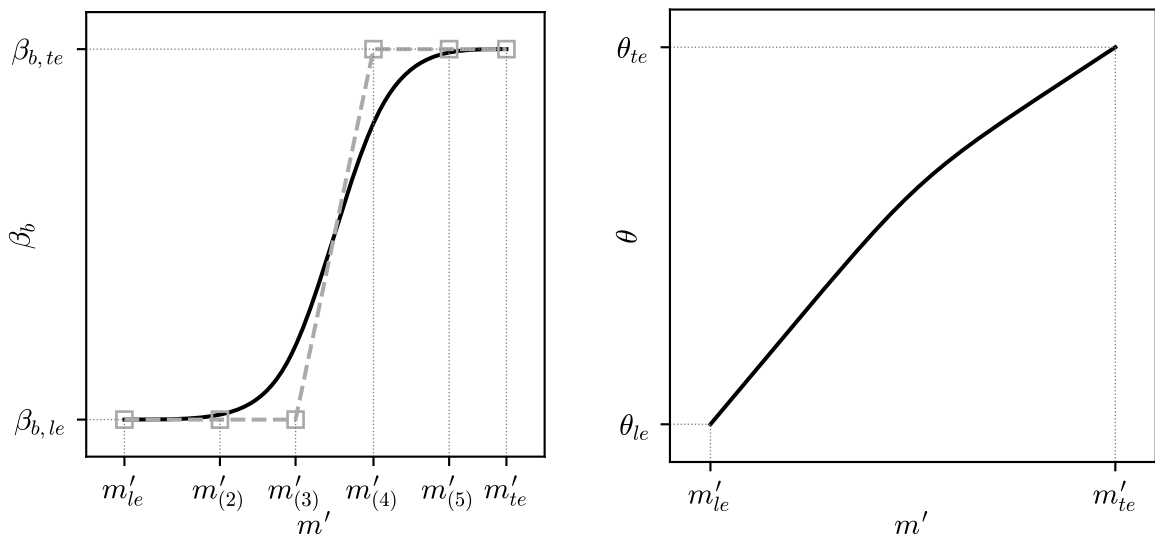 β_{b, te}
β_b
β_{b, le}
m′_{le} m′_{(2)} m′_{(3)} m′_{(4)} m′_{(5)} m′_{te}
m′
θ_{te}
θ
θ_{le}
m′_{le} m′_{te}
m′